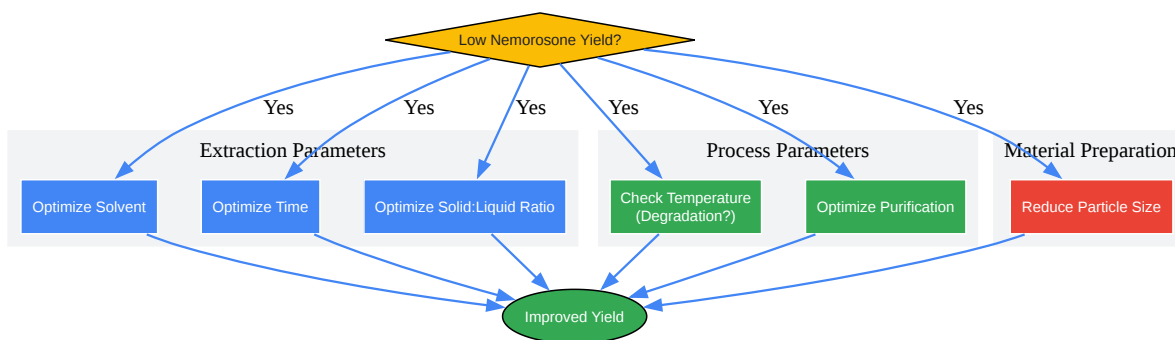 Low Nemorosone Yield?
Yes
Yes
Yes
Yes
Yes
Yes
Extraction Parameters
Process Parameters
Material Preparation
Optimize Solvent
Optimize Time
Optimize Solid:Liquid Ratio
Check Temperature
(Degradation?)
Optimize Purification
Reduce Particle Size
Improved Yield